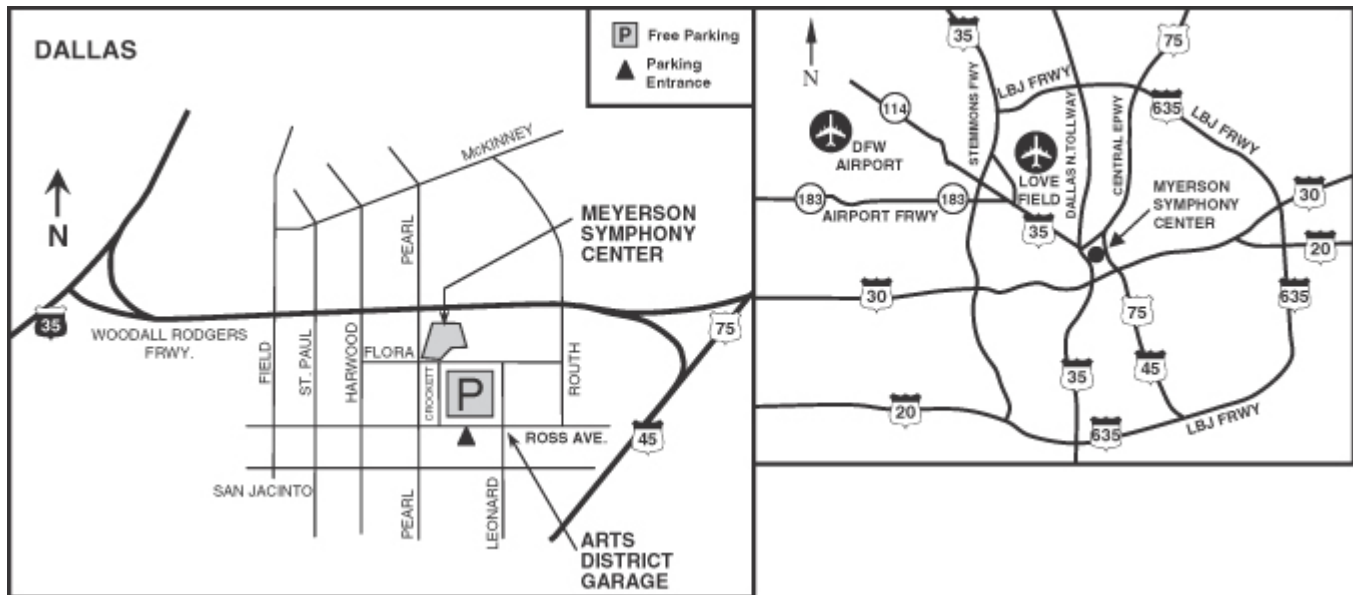 DALLAS
P Free Parking
Parking
Entrance
N
McKINNEY
PEARL
MEYERSON
SYMPHONY
CENTER
35
WOODALL RODGERS
FRWY.
FIELD
ST. PAUL
HARWOOD
FLORA
CROCKETT
P
ROUTH
75
45
ROSS AVE.
SAN JACINTO
PEARL
LEONARD
ARTS
DISTRICT
GARAGE
N
35
75
STEMMONS FWY
LBJ FRWY
DALLAS N.TOLLWAY
CENTRAL EPWY
635
LBJ FRWY
114
DFW
AIRPORT
LOVE
FIELD
183
AIRPORT FRWY
183
35
MYERSON
SYMPHONY
CENTER
30
20
30
75
635
35
45
20
635
LBJ FRWY